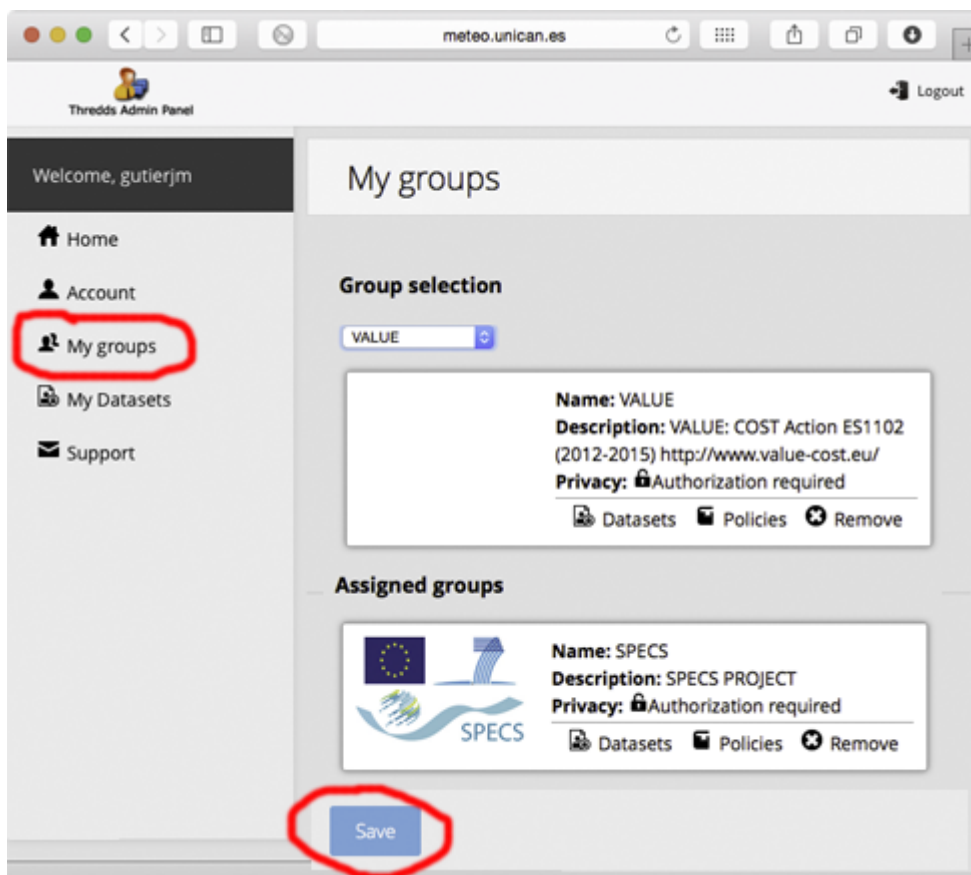 meteo.unican.es
Thredds Admin Panel
Logout
Welcome, gutierjm
Home
Account
My groups
My Datasets
Support
My groups
Group selection
VALUE
Name: VALUE
Description: VALUE: COST Action ES1102
(2012-2015) http://www.value-cost.eu/
Privacy: Authorization required
Datasets Policies Remove
Assigned groups
SPECS
Name: SPECS
Description: SPECS PROJECT
Privacy: Authorization required
Datasets Policies Remove
Save